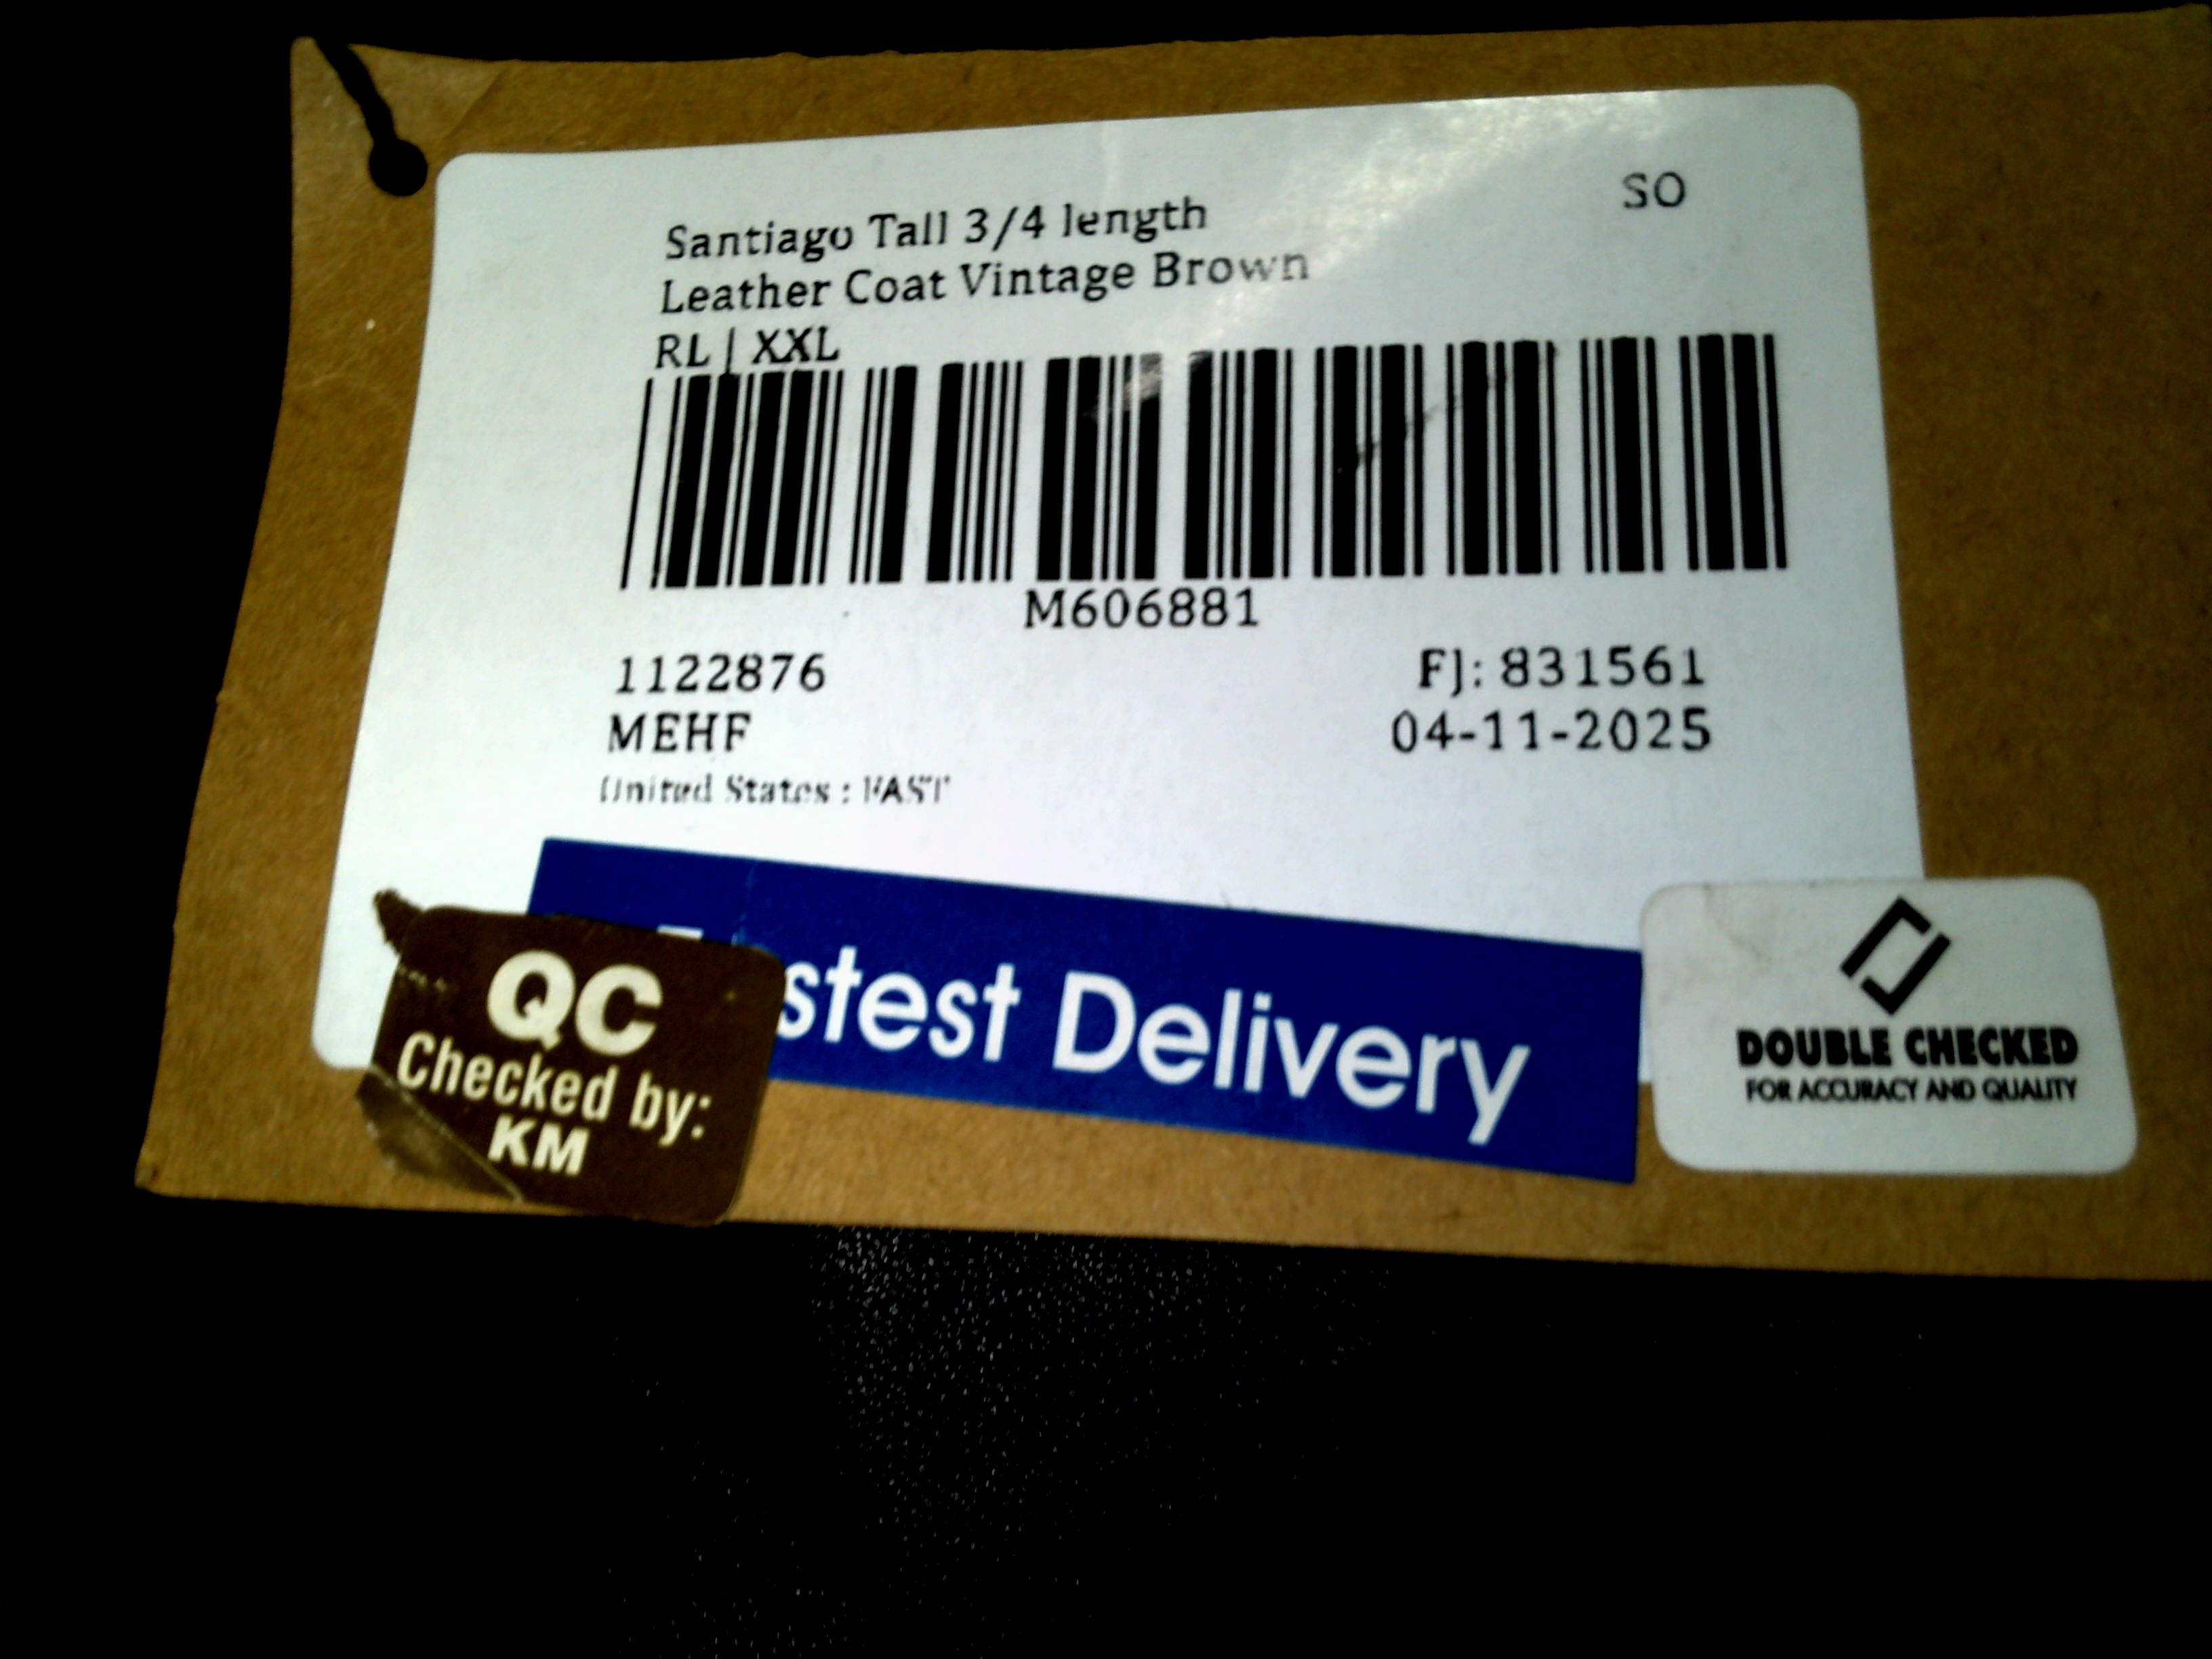 Santiago Tall 3/4 length
SO
Leather Coat Vintage Brown
RL | XXL
M606881
1122876
FJ: 831561
MEHF
04-11-2025
United States : FAST
stest Delivery
QC
Checked by:
KM
DOUBLE CHECKED
FOR ACCURACY AND QUALITY